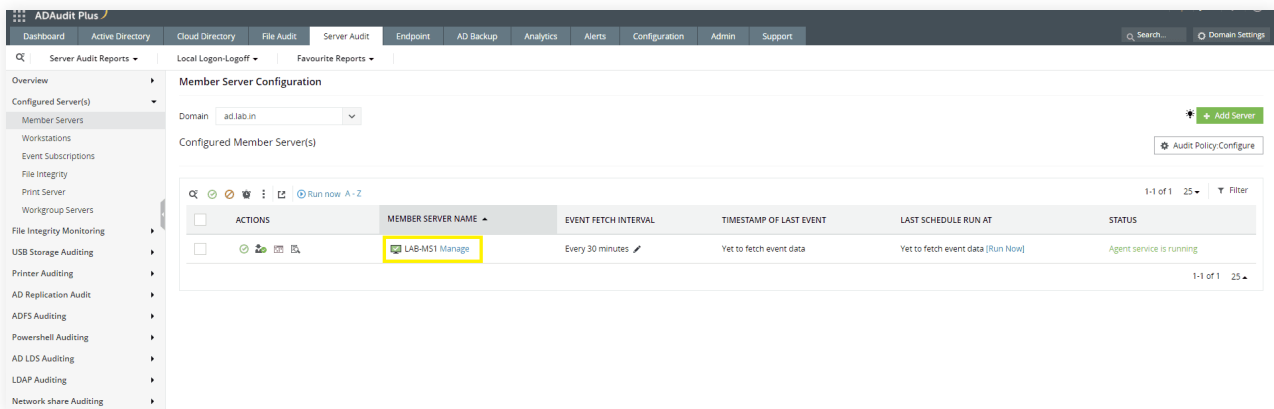 ADAudit Plus
Dashboard Active Directory Cloud Directory File Audit Server Audit Endpoint AD Backup Analytics Alerts Configuration Admin Support Search... Domain Settings
Server Audit Reports Local Logon-Logoff Favourite Reports
Overview
Configured Server(s)
Member Servers
Workstations
Event Subscriptions
File Integrity
Print Server
Workgroup Servers
File Integrity Monitoring
USB Storage Auditing
Printer Auditing
AD Replication Audit
ADFS Auditing
Powershell Auditing
AD LDS Auditing
LDAP Auditing
Network share Auditing
Member Server Configuration
Domain ad.lab.in
+ Add Server
Configured Member Server(s)
Audit Policy:Configure
Run now A - Z 1-1 of 1 25 Filter
ACTIONS MEMBER SERVER NAME EVENT FETCH INTERVAL TIMESTAMP OF LAST EVENT LAST SCHEDULE RUN AT STATUS
LAB-MS1 Manage Every 30 minutes Yet to fetch event data Yet to fetch event data [Run Now] Agent service is running
1-1 of 1 25